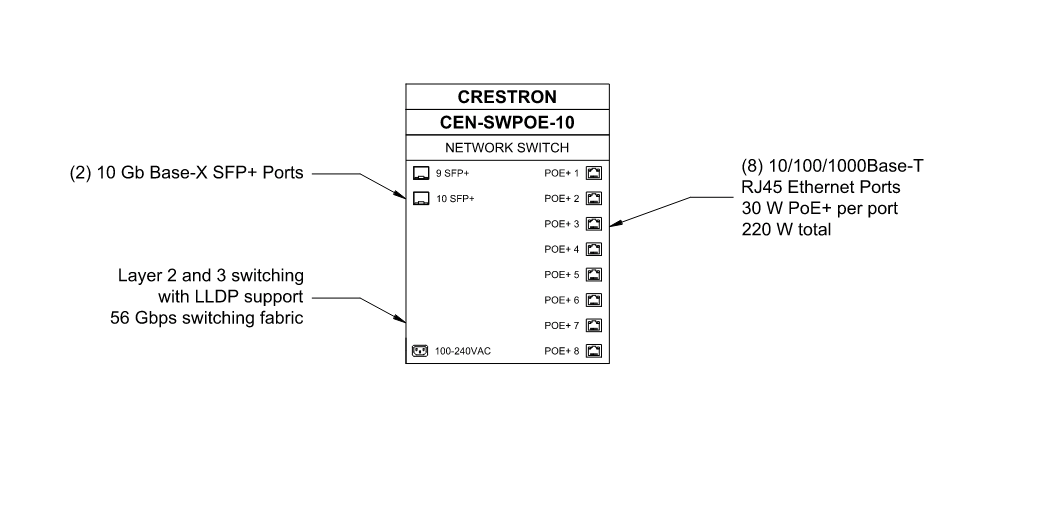 CRESTRON
CEN-SWPOE-10
NETWORK SWITCH
(2) 10 Gb Base-X SFP+ Ports
Layer 2 and 3 switching
with LLDP support
56 Gbps switching fabric
9 SFP+
10 SFP+
100-240VAC
POE+ 1
POE+ 2
POE+ 3
POE+ 4
POE+ 5
POE+ 6
POE+ 7
POE+ 8
(8) 10/100/1000Base-T
RJ45 Ethernet Ports
30 W PoE+ per port
220 W total